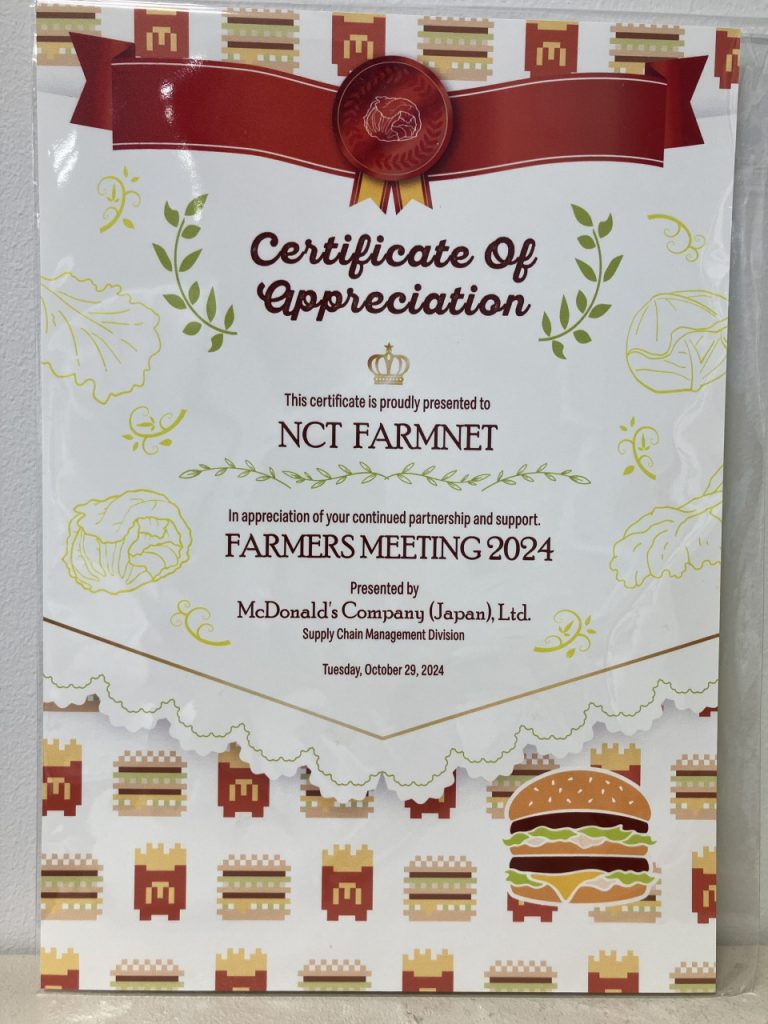 Certificate Of
Appreciation
This certificate is proudly presented to
NCT FARMNET
In appreciation of your continued partnership and support.
FARMERS MEETING 2024
Presented by
McDonald's Company (Japan), Ltd.
Supply Chain Management Division
Tuesday, October 29, 2024